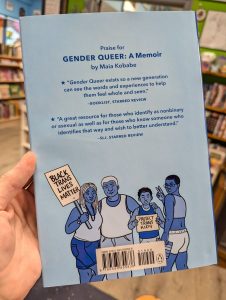 Praise for
GENDER QUEER: A Memoir
by Maia Kobabe
★ "Gender Queer exists so a new generation
can see the words and experiences to help
them feel whole and seen."
–BOOKLIST, STARRED REVIEW
★ "A great resource for those who identify as nonbinary
or asexual as well as for those who know someone who
identifies that way and wish to better understand."
–SLJ, STARRED REVIEW
BLACK
TRANS
LIVES
MATTER
PROTECT
TRANS
KIDS